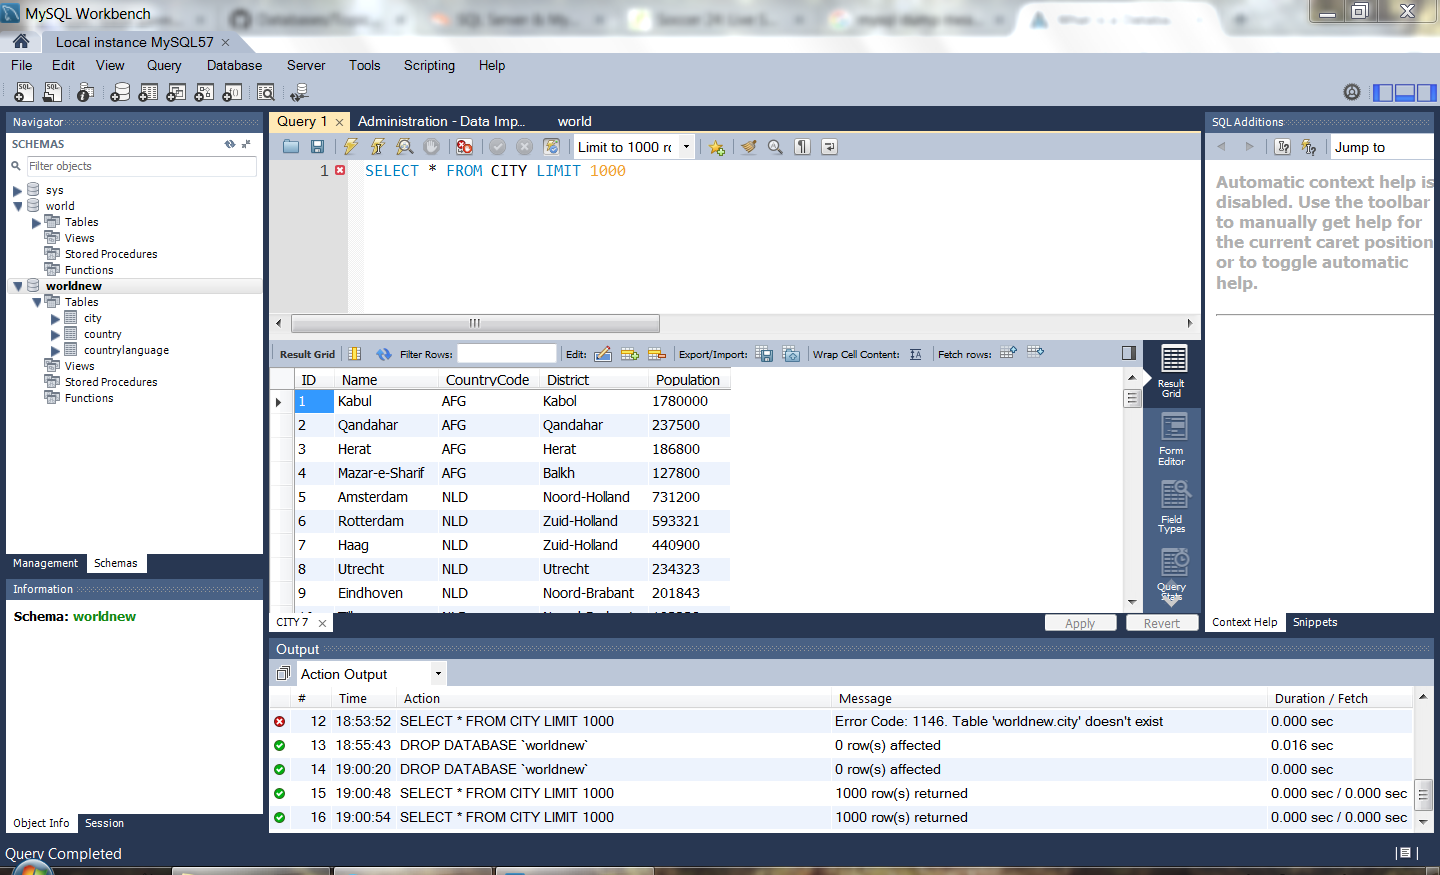 MySQL Workbench
Local instance MySQL57
File Edit View Query Database Server Tools Scripting Help
Navigator
SCHEMAS
Filter objects
sys
world
Tables
Views
Stored Procedures
Functions
worldnew
Tables
city
country
countrylanguage
Views
Stored Procedures
Functions
Management Schemas
Information
Schema: worldnew
Object Info Session
Query 1 Administration - Data Imp... world
Limit to 1000 rc
1 SELECT * FROM CITY LIMIT 1000
Result Grid Filter Rows: Edit: Export/Import: Wrap Cell Content: Fetch rows:
ID Name CountryCode District Population
1 Kabul AFG Kabol 1780000
2 Qandahar AFG Qandahar 237500
3 Herat AFG Herat 186800
4 Mazar-e-Sharif AFG Balkh 127800
5 Amsterdam NLD Noord-Holland 731200
6 Rotterdam NLD Zuid-Holland 593321
7 Haag NLD Zuid-Holland 440900
8 Utrecht NLD Utrecht 234323
9 Eindhoven NLD Noord-Brabant 201843
Result
Grid
Form
Editor
Field
Types
Query
Stats
CITY 7
Apply Revert
SQL Additions
Jump to
Automatic context help is
disabled. Use the toolbar
to manually get help for
the current caret position
or to toggle automatic
help.
Context Help Snippets
Output
Action Output
# Time Action Message Duration / Fetch
12 18:53:52 SELECT * FROM CITY LIMIT 1000 Error Code: 1146. Table 'worldnew.city' doesn't exist 0.000 sec
13 18:55:43 DROP DATABASE `worldnew` 0 row(s) affected 0.016 sec
14 19:00:20 DROP DATABASE `worldnew` 0 row(s) affected 0.000 sec
15 19:00:48 SELECT * FROM CITY LIMIT 1000 1000 row(s) returned 0.000 sec / 0.000 sec
16 19:00:54 SELECT * FROM CITY LIMIT 1000 1000 row(s) returned 0.000 sec / 0.000 sec
Query Completed